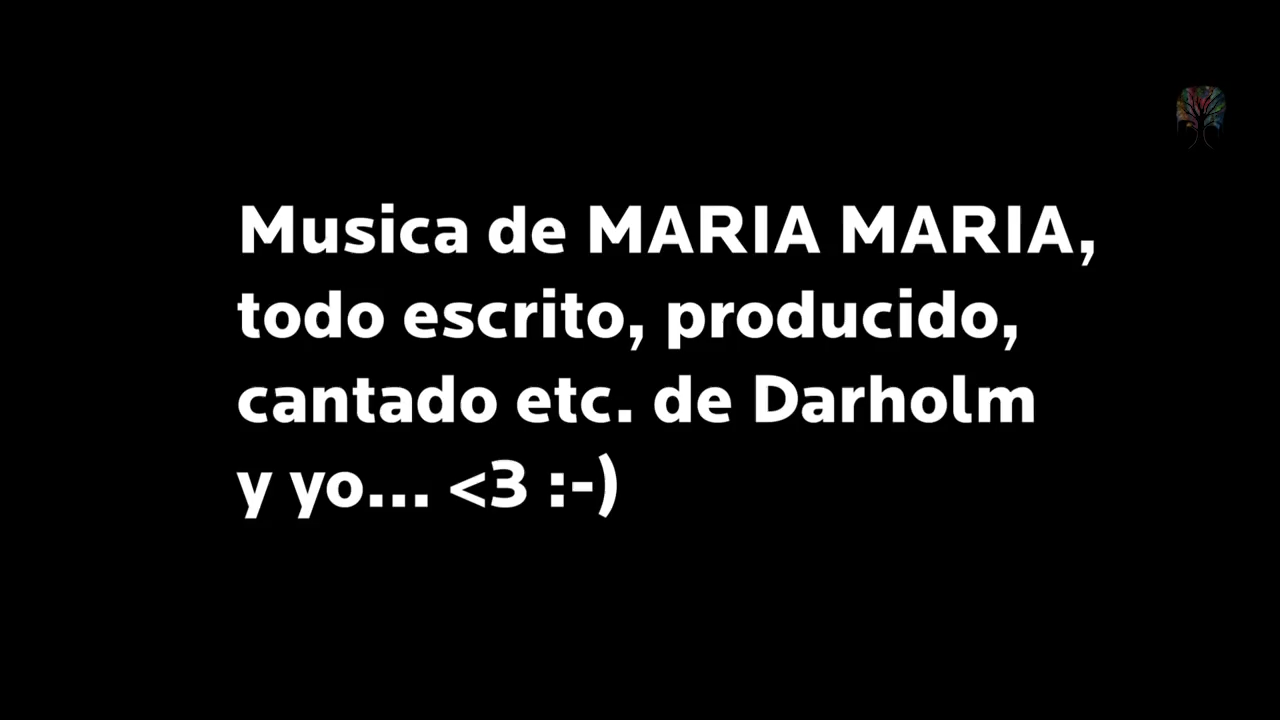 Musica de MARIA MARIA,
todo escrito, producido,
cantado etc. de Darholm
y yo... <3 :-)